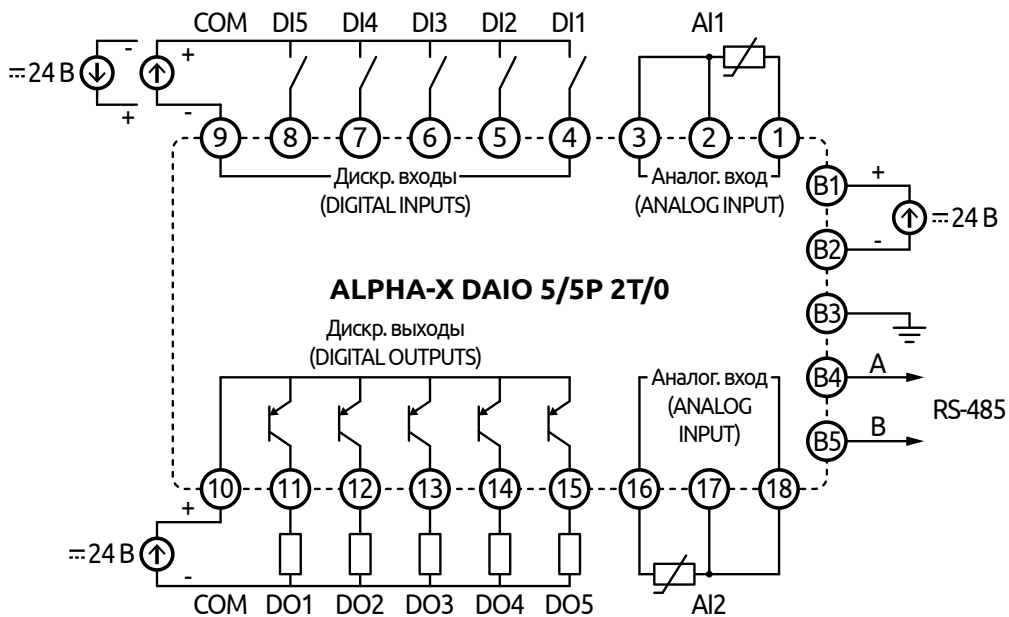 COM DI5 DI4 DI3 DI2 DI1 AI1
- +
⎓24 В
+ -
9 8 7 6 5 4 3 2 1
Дискр. входы Аналог. вход
(DIGITAL INPUTS) (ANALOG INPUT)
B1 +
⎓24 В
B2 -
ALPHA-X DAIO 5/5P 2T/0
B3
Дискр. выходы
(DIGITAL OUTPUTS)
Аналог. вход
(ANALOG
INPUT)
B4 A
RS-485
B5 B
10 11 12 13 14 15 16 17 18
+
⎓24 В
-
COM DO1 DO2 DO3 DO4 DO5 AI2